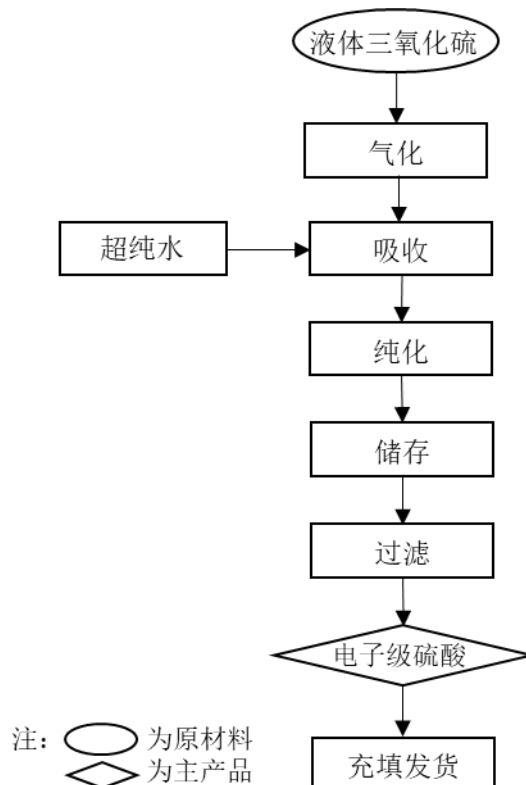 液体三氧化硫
气化
超纯水
吸收
纯化
储存
过滤
电子级硫酸
充填发货
注：
为原材料
为主产品